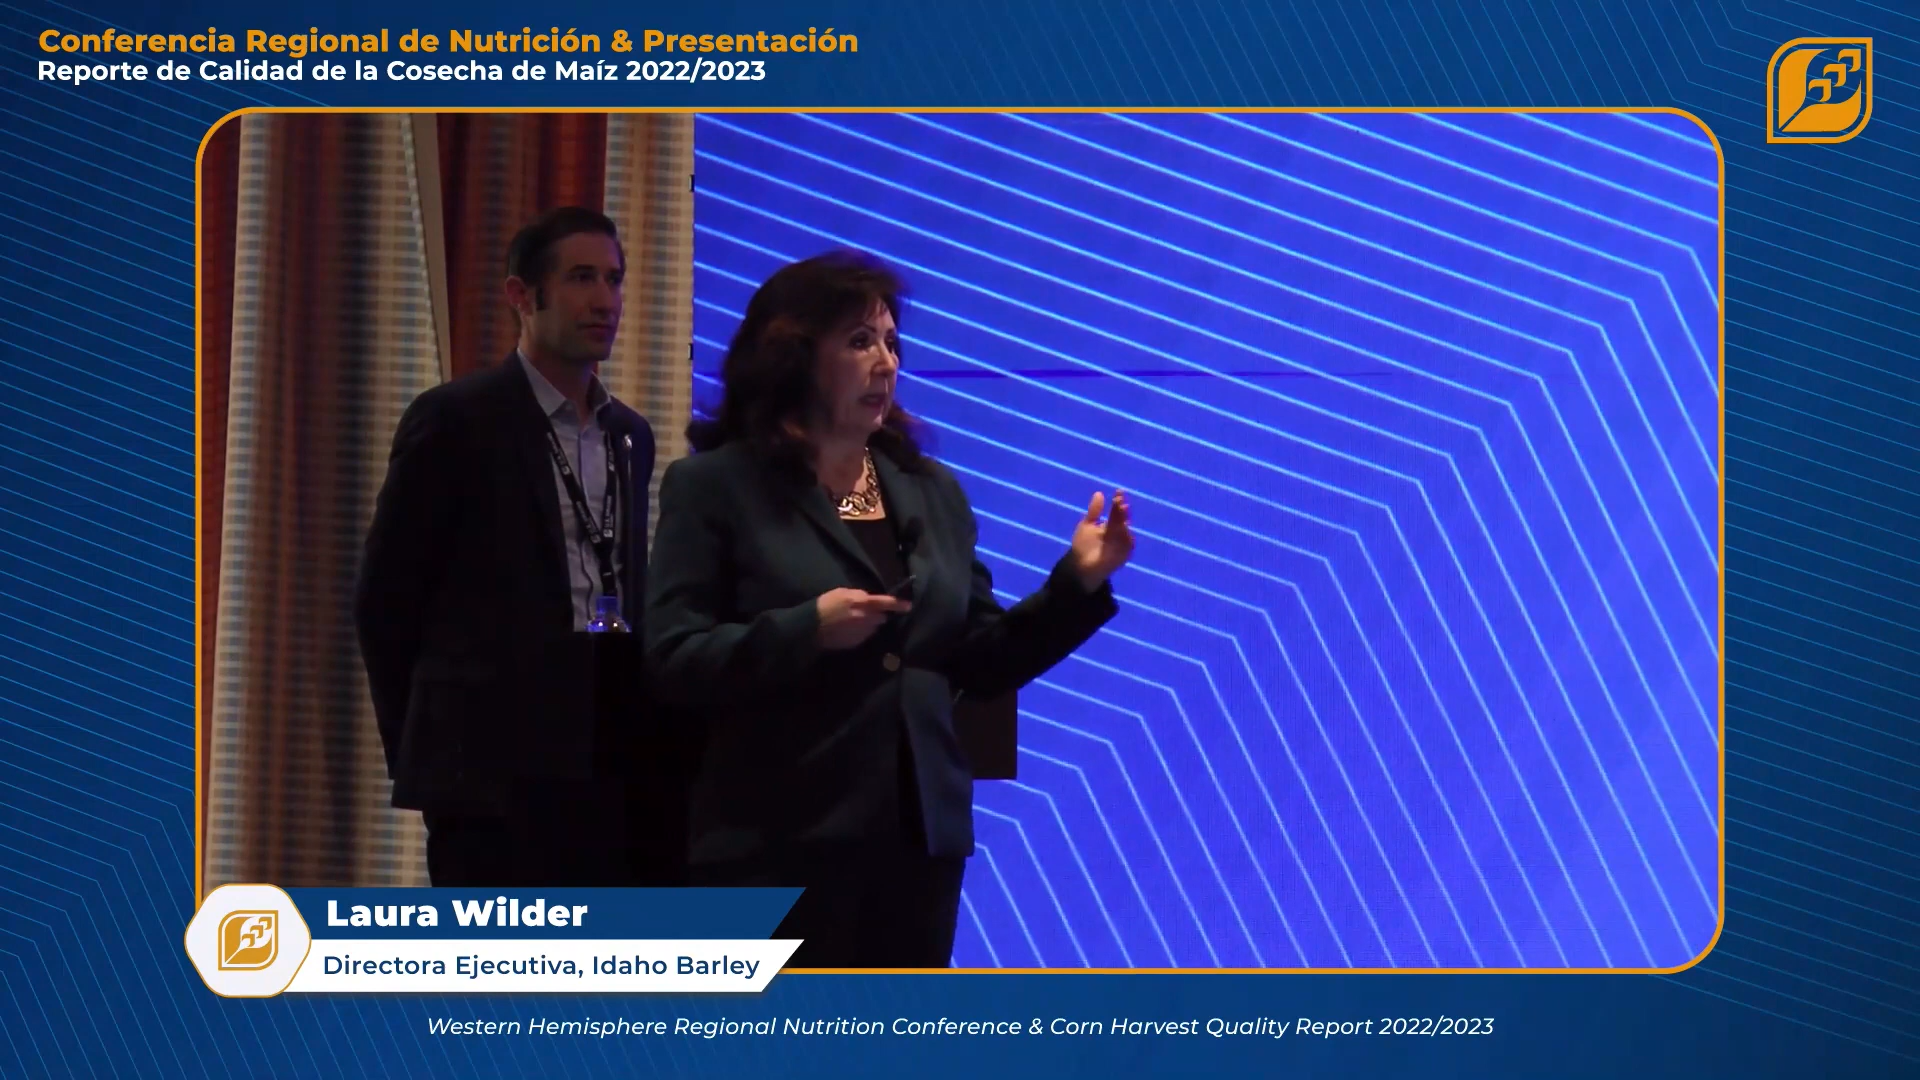 Conferencia Regional de Nutrición & Presentación
Reporte de Calidad de la Cosecha de Maíz 2022/2023
Laura Wilder
Directora Ejecutiva, Idaho Barley
Western Hemisphere Regional Nutrition Conference & Corn Harvest Quality Report 2022/2023